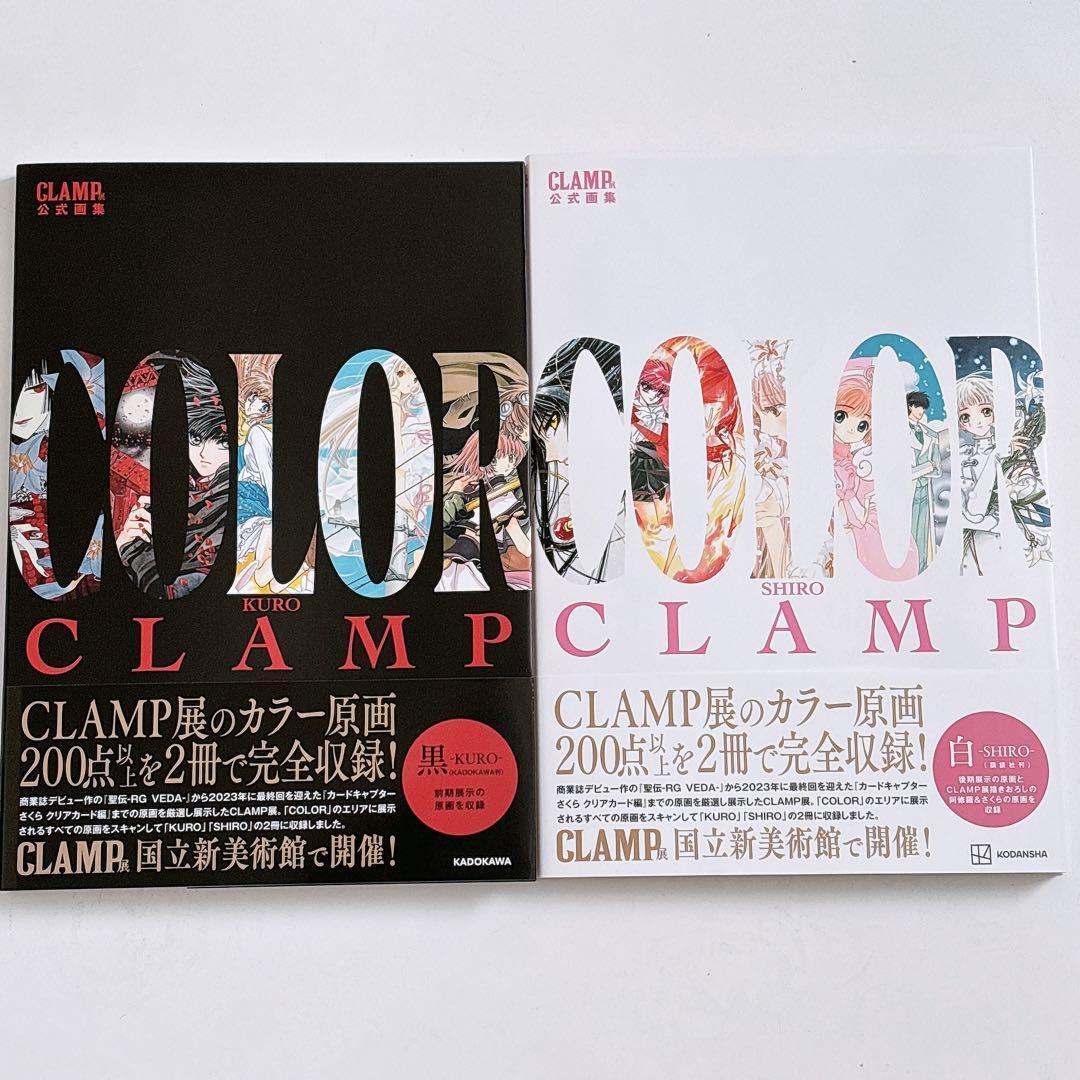 CLAMP展
公式画集
COLOR
KURO
CLAMP
CLAMP展のカラー原画
200点以上を2冊で完全収録!
商業誌デビュー作の『聖伝-RG VEDA-』から2023年に最終回を迎えた『カードキャプター
さくら クリアカード編』までの原画を厳選し展示したCLAMP展。「COLOR」のエリアに展示
されるすべての原画をスキャンして「KURO」「SHIRO」の2冊に収録しました。
CLAMP展 国立新美術館で開催!
黒-KURO-
(KADOKAWA刊)
前期展示の
原画を収録
KADOKAWA
CLAMP展
公式画集
COLOR
SHIRO
CLAMP
CLAMP展のカラー原画
200点以上を2冊で完全収録!
商業誌デビュー作の『聖伝-RG VEDA-』から2023年に最終回を迎えた『カードキャプター
さくら クリアカード編』までの原画を厳選し展示したCLAMP展。「COLOR」のエリアに展示
されるすべての原画をスキャンして「KURO」「SHIRO」の2冊に収録しました。
CLAMP展 国立新美術館で開催!
白-SHIRO-
(講談社刊)
後期展示の原画と
CLAMP展描きおろしの
阿修羅&さくらの原画を
収録
KODANSHA